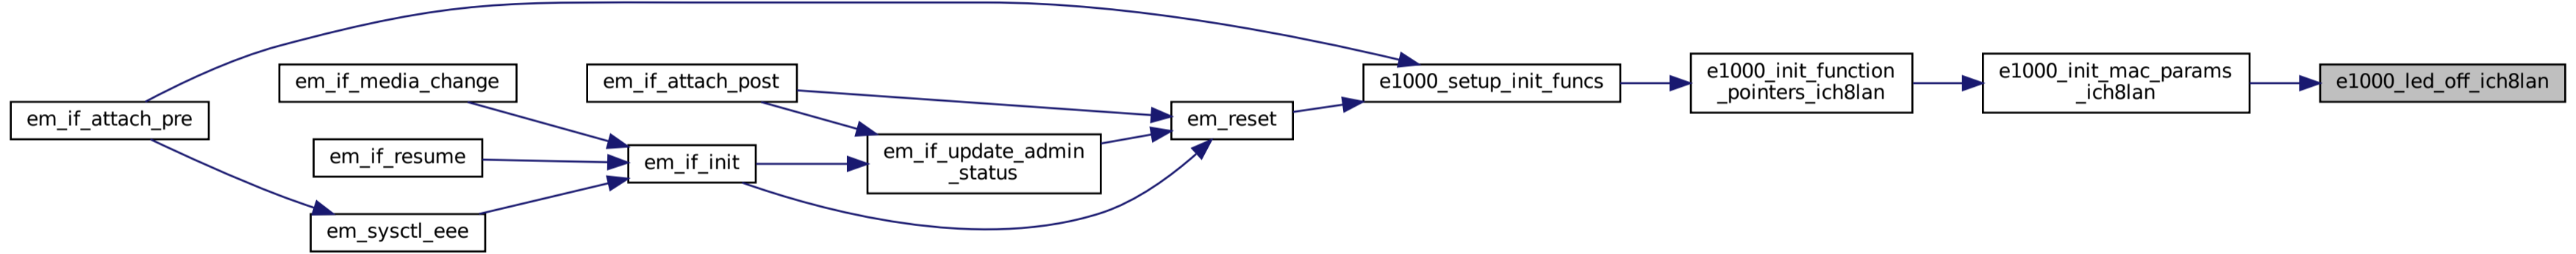 em_if_attach_pre
em_if_media_change
em_if_resume
em_sysctl_eee
em_if_attach_post
em_if_init
em_if_update_admin
_status
em_reset
e1000_setup_init_funcs
e1000_init_function
_pointers_ich8lan
e1000_init_mac_params
_ich8lan
e1000_led_off_ich8lan